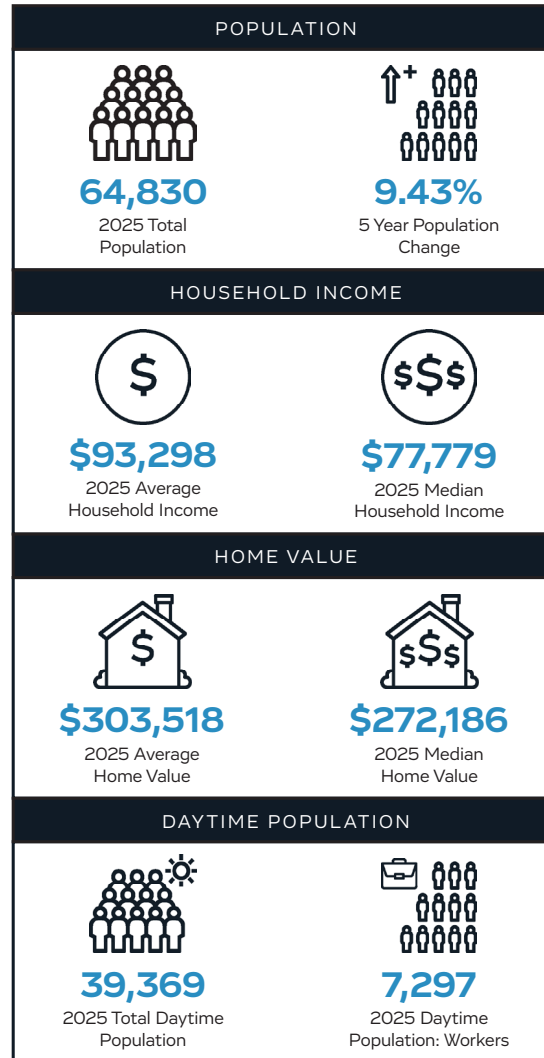 POPULATION
64,830
2025 Total
Population
9.43%
5 Year Population
Change
HOUSEHOLD INCOME
$
$93,298
2025 Average
Household Income
$$$
$77,779
2025 Median
Household Income
HOME VALUE
$
$303,518
2025 Average
Home Value
$$$
$272,186
2025 Median
Home Value
DAYTIME POPULATION
39,369
2025 Total Daytime
Population
7,297
2025 Daytime
Population: Workers